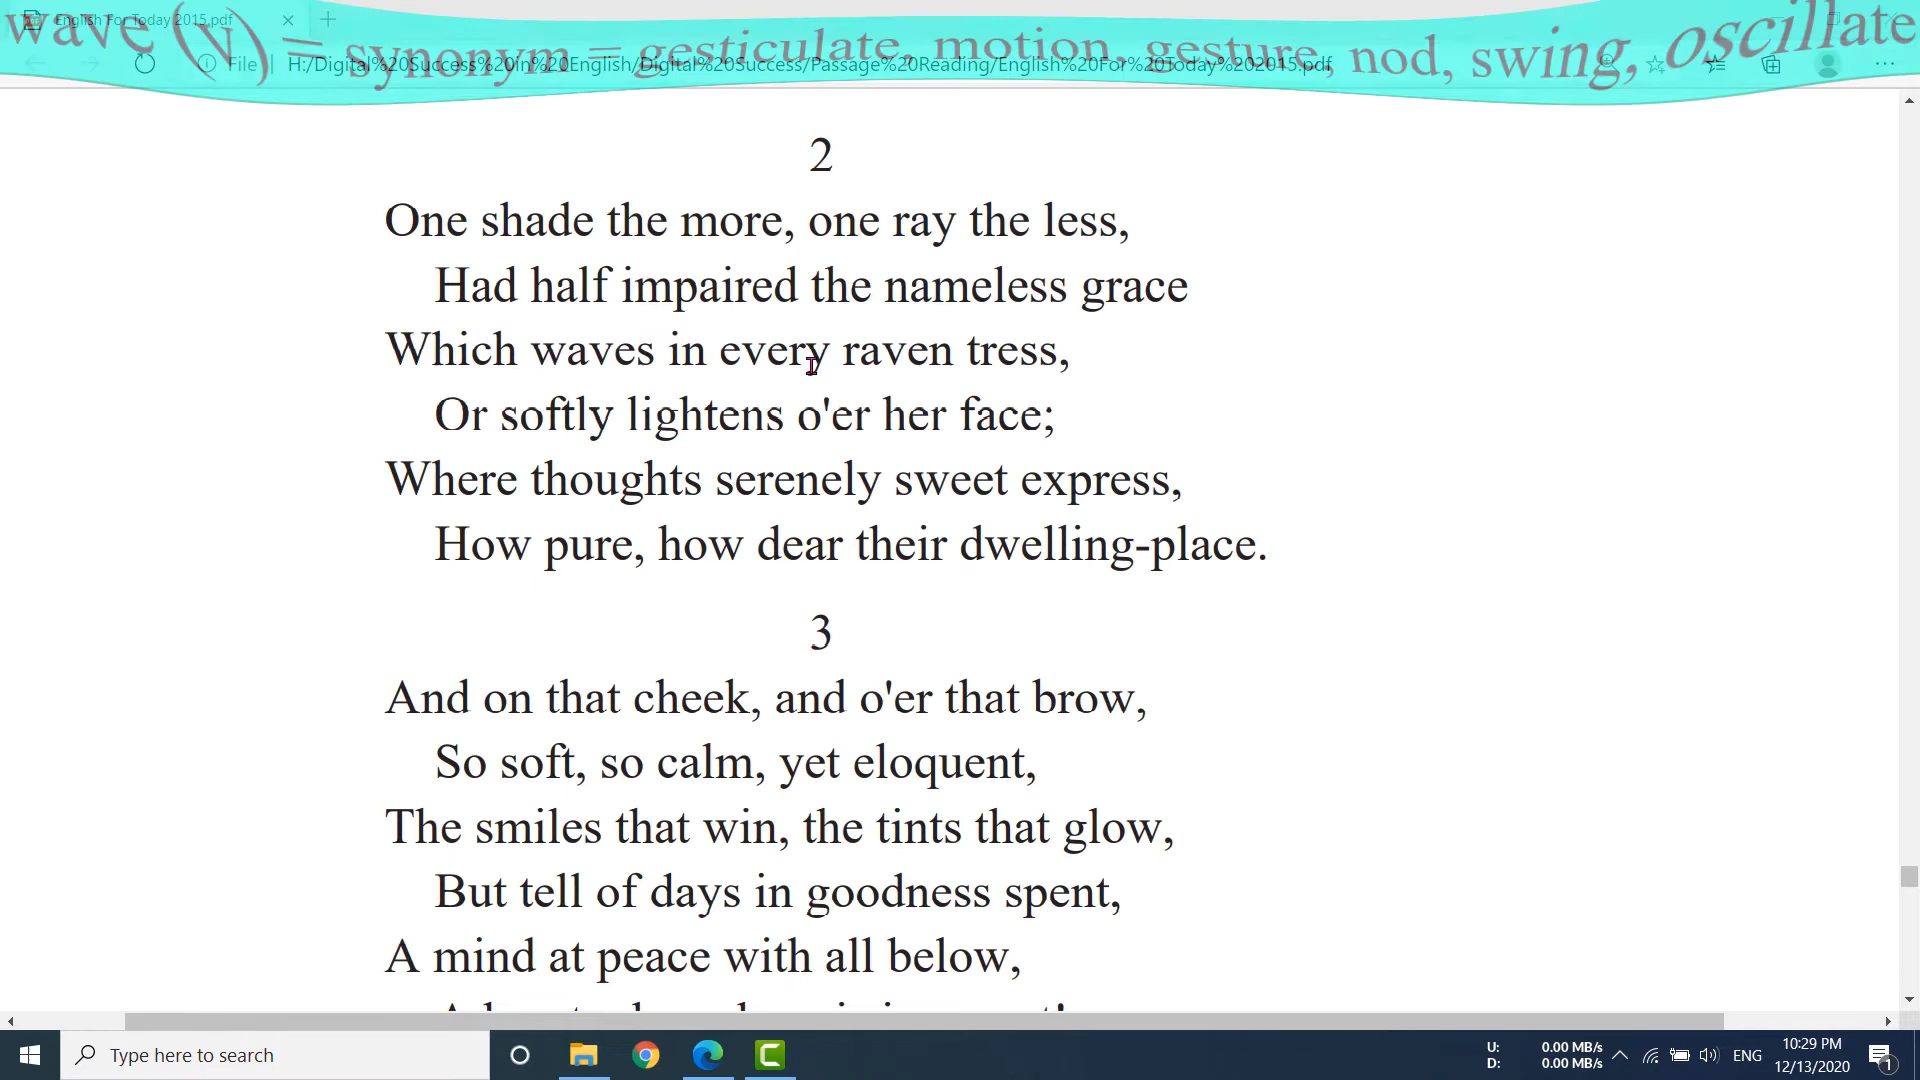 English For Today 2015.pdf
wave (v) = synonym = gesticulate, motion, gesture, nod, swing, oscillate
File | H:/Digital%20Success%20in%20English/Digital%20Success/Passage%20Reading/English%20For%20Today%202015.pdf
2
One shade the more, one ray the less,
Had half impaired the nameless grace
Which waves in every raven tress,
Or softly lightens o'er her face;
Where thoughts serenely sweet express,
How pure, how dear their dwelling-place.
3
And on that cheek, and o'er that brow,
So soft, so calm, yet eloquent,
The smiles that win, the tints that glow,
But tell of days in goodness spent,
A mind at peace with all below,
Type here to search
U: 0.00 MB/s
D: 0.00 MB/s
ENG
10:29 PM
12/13/2020
1